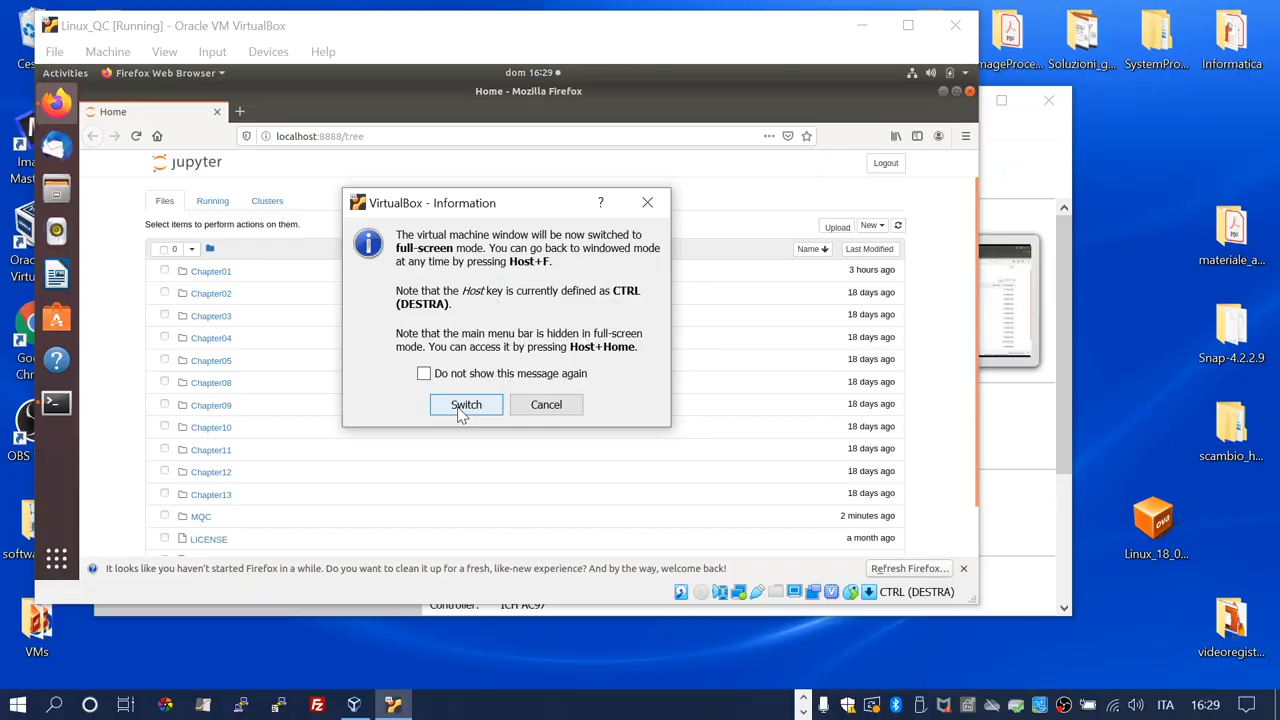 Linux_QC [Running] - Oracle VM VirtualBox
File Machine View Input Devices Help
Activities Firefox Web Browser dom 16:29
Home - Mozilla Firefox
Home
localhost:8888/tree
jupyter
Logout
Files Running Clusters
Select items to perform actions on them.
Upload New
0 Name Last Modified
Chapter01 3 hours ago
Chapter02 18 days ago
Chapter03 18 days ago
Chapter04 18 days ago
Chapter05 18 days ago
Chapter08 18 days ago
Chapter09 18 days ago
Chapter10 18 days ago
Chapter11 18 days ago
Chapter12 18 days ago
Chapter13 18 days ago
MQC 2 minutes ago
LICENSE a month ago
VirtualBox - Information
The virtual machine window will be now switched to
full-screen mode. You can go back to windowed mode
at any time by pressing Host+F.
Note that the Host key is currently defined as CTRL
(DESTRA).
Note that the main menu bar is hidden in full-screen
mode. You can access it by pressing Host+Home.
Do not show this message again
Switch Cancel
It looks like you haven't started Firefox in a while. Do you want to clean it up for a fresh, like-new experience? And by the way, welcome back!
Refresh Firefox...
CTRL (DESTRA)
Controller: ICH AC97
ageProce...
Soluzioni_g...
SystemPro...
Informatica
materiale_a...
Snap-4.2.2.9
scambio_h...
Linux_18_0...
videoregist...
VMs
OBS
softw
ITA 16:29